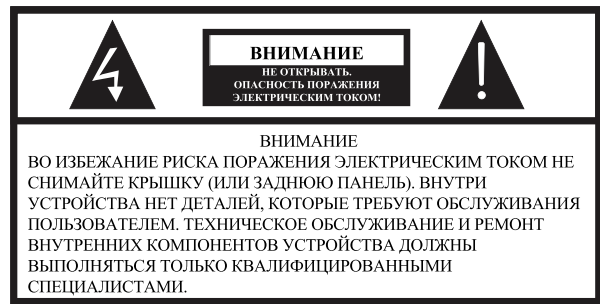 ВНИМАНИЕ
НЕ ОТКРЫВАТЬ.
ОПАСНОСТЬ ПОРАЖЕНИЯ
ЭЛЕКТРИЧЕСКИМ ТОКОМ!
ВНИМАНИЕ
ВО ИЗБЕЖАНИЕ РИСКА ПОРАЖЕНИЯ ЭЛЕКТРИЧЕСКИМ ТОКОМ НЕ
СНИМАЙТЕ КРЫШКУ (ИЛИ ЗАДНЮЮ ПАНЕЛЬ). ВНУТРИ
УСТРОЙСТВА НЕТ ДЕТАЛЕЙ, КОТОРЫЕ ТРЕБУЮТ ОБСЛУЖИВАНИЯ
ПОЛЬЗОВАТЕЛЕМ. ТЕХНИЧЕСКОЕ ОБСЛУЖИВАНИЕ И РЕМОНТ
ВНУТРЕННИХ КОМПОНЕНТОВ УСТРОЙСТВА ДОЛЖНЫ
ВЫПОЛНЯТЬСЯ ТОЛЬКО КВАЛИФИЦИРОВАННЫМИ
СПЕЦИАЛИСТАМИ.